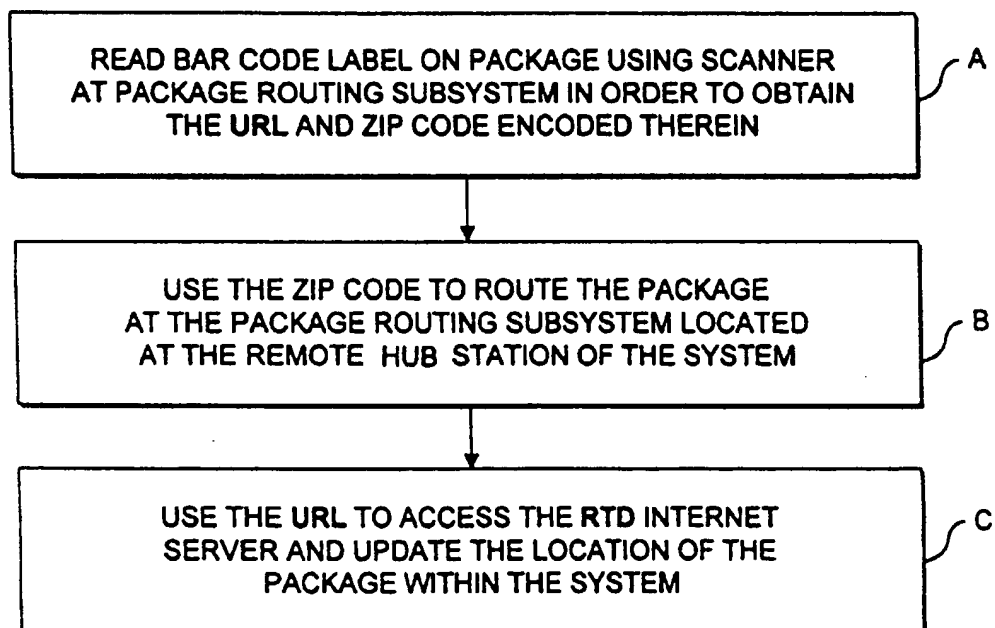 READ BAR CODE LABEL ON PACKAGE USING SCANNER
AT PACKAGE ROUTING SUBSYSTEM IN ORDER TO OBTAIN
THE URL AND ZIP CODE ENCODED THEREIN
A
USE THE ZIP CODE TO ROUTE THE PACKAGE
AT THE PACKAGE ROUTING SUBSYSTEM LOCATED
AT THE REMOTE HUB STATION OF THE SYSTEM
B
USE THE URL TO ACCESS THE RTD INTERNET
SERVER AND UPDATE THE LOCATION OF THE
PACKAGE WITHIN THE SYSTEM
C